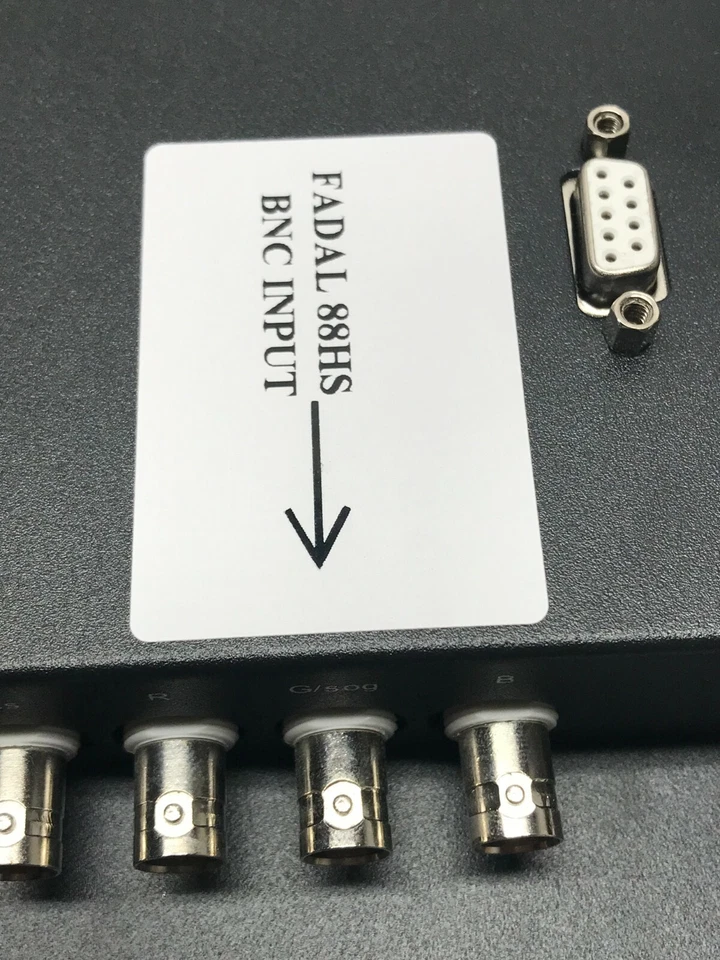 FADAL 88HS
BNC INPUT
S
R
G/sog
B